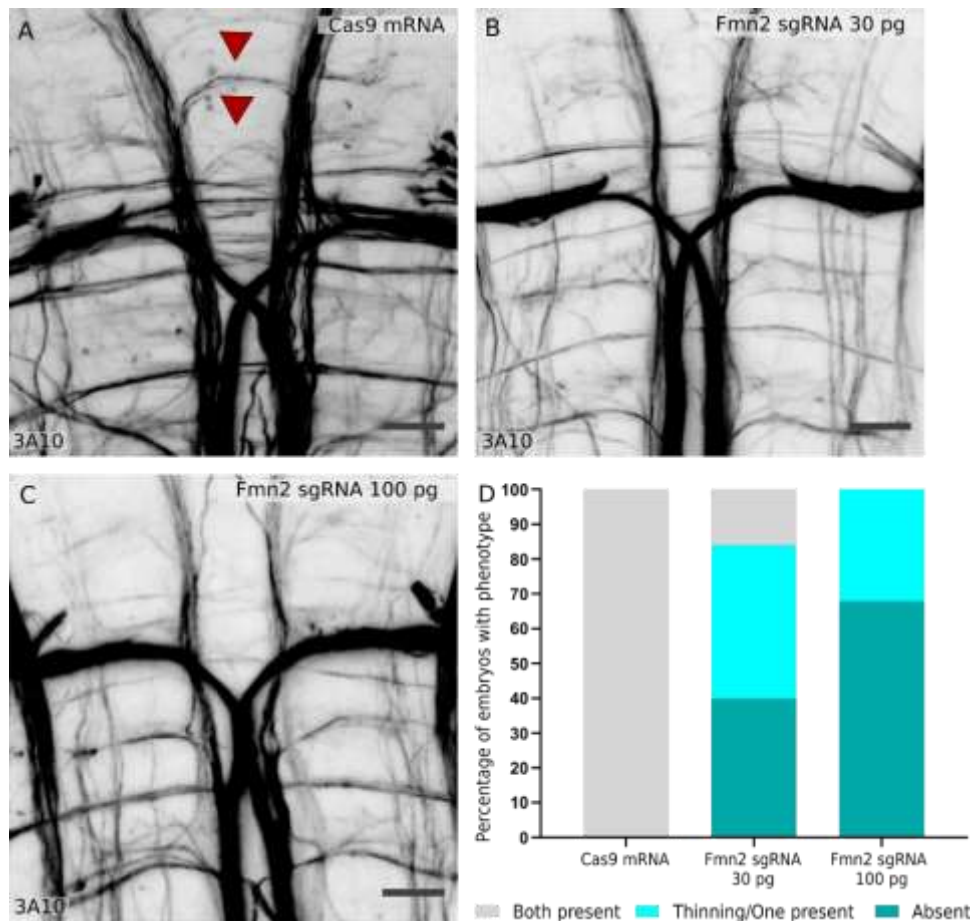 A
Cas9 mRNA
3A10
B
Fmn2 sgRNA 30 pg
3A10
C
Fmn2 sgRNA 100 pg
3A10
D
Percentage of embryos with phenotype
100
90
80
70
60
50
40
30
20
10
0
Cas9 mRNA
Fmn2 sgRNA
30 pg
Fmn2 sgRNA
100 pg
Both present
Thinning/One present
Absent